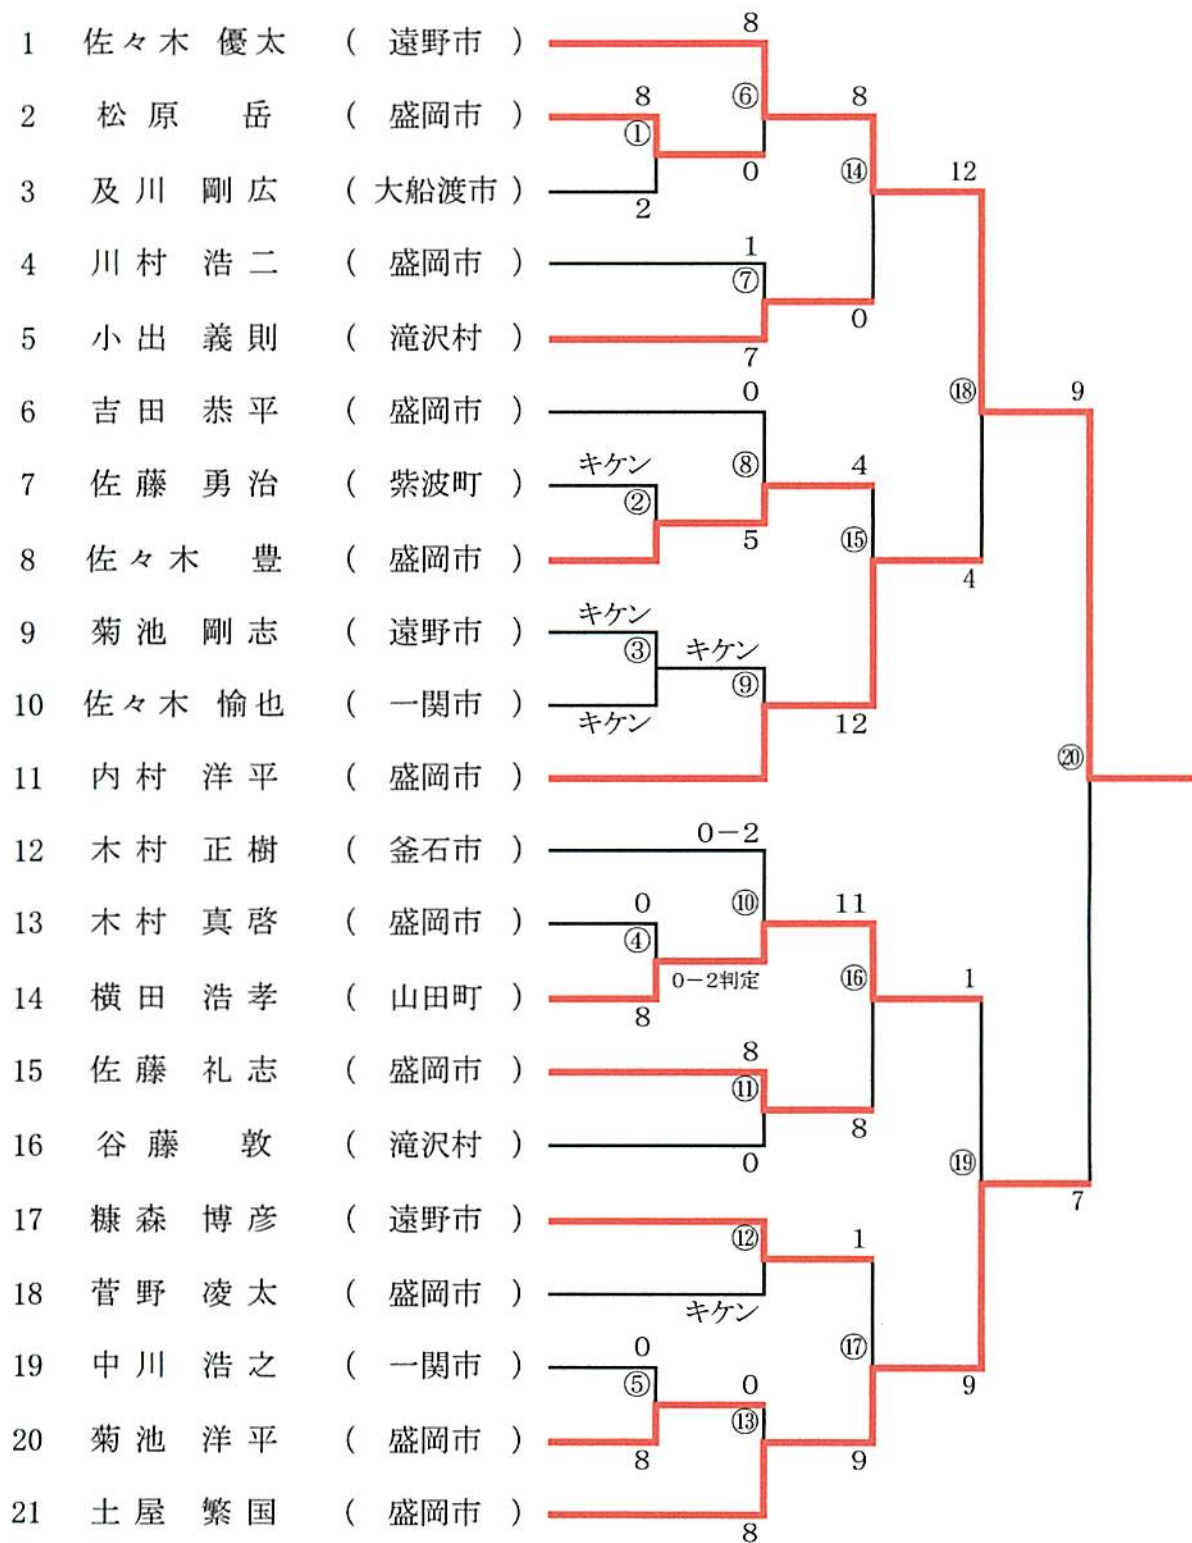 8
1 佐々木 優太 ( 遠野市 )
8 ⑥ 8
2 松原 岳 ( 盛岡市 )
①
0 ⑭ 12
3 及川 剛広 ( 大船渡市 )
2
1
4 川村 浩二 ( 盛岡市 )
⑦
0
5 小出 義則 ( 滝沢村 )
7
0 ⑱ 9
6 吉田 恭平 ( 盛岡市 )
キケン ⑧ 4
7 佐藤 勇治 ( 紫波町 )
②
5 ⑮
8 佐々木 豊 ( 盛岡市 )
4
キケン
9 菊池 剛志 ( 遠野市 )
③ キケン
⑨
10 佐々木 愉也 ( 一関市 )
キケン 12
⑳
11 内村 洋平 ( 盛岡市 )
0-2
12 木村 正樹 ( 釜石市 )
0 ⑩ 11
13 木村 真啓 ( 盛岡市 )
④
0-2判定 ⑯ 1
14 横田 浩孝 ( 山田町 )
8
8
15 佐藤 礼志 ( 盛岡市 )
⑪
8
16 谷藤 敦 ( 滝沢村 )
0 ⑲
7
17 糠森 博彦 ( 遠野市 )
⑫ 1
18 菅野 凌太 ( 盛岡市 )
キケン
0 ⑰
19 中川 浩之 ( 一関市 )
⑤ 0 9
⑬
20 菊池 洋平 ( 盛岡市 )
8 9
21 土屋 繁国 ( 盛岡市 )
8